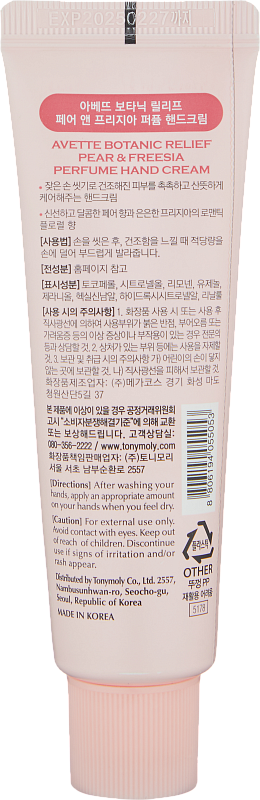 EXP20250227까지
아베뜨 보타닉 릴리프
페어 앤 프리지아 퍼퓸 핸드크림
AVETTE BOTANIC RELIEF
PEAR & FREESIA
PERFUME HAND CREAM
• 잦은 손 씻기로 건조해진 피부를 촉촉하고 산뜻하게
케어해주는 핸드크림
• 신선하고 달콤한 페어 향과 은은한 프리지아의 로맨틱
플로럴 향
[사용법] 손을 씻은 후, 건조함을 느낄 때 적당량을
손에 덜어 부드럽게 발라줍니다.
[전성분] 홈페이지 참고
[표시성분] 토코페롤, 시트로넬올, 리모넨, 유제놀,
제라니올, 헥실신남알, 하이드록시시트로넬알, 리날룰
[사용 시의 주의사항] 1. 화장품 사용 시 또는 사용 후
직사광선에 의하여 사용부위가 붉은 반점, 부어오름 또는
가려움증 등의 이상 증상이나 부작용이 있는 경우 전문의
등과 상담할 것. 2. 상처가 있는 부위 등에는 사용을 자제할
것. 3. 보관 및 취급 시의 주의사항 가) 어린이의 손이 닿지
않는 곳에 보관할 것. 나) 직사광선을 피해서 보관할 것.
화장품제조업자: (주)메가코스 경기 화성 마도
청원산단5길 37
본 제품에 이상이 있을 경우 공정거래위원회
고시 "소비자분쟁해결기준"에 의해 교환
또는 보상해드립니다. 고객상담실:
080-356-2222 / www.tonymoly.com
화장품책임판매업자: (주)토니모리
서울 서초 남부순환로 2557
[Directions] After washing your
hands, apply an appropriate amount
on your hands when you feel dry.
[Caution] For external use only.
Avoid contact with eyes. Keep out
of reach of children. Discontinue
use if signs of irritation and/or
rash appear.
Distributed by Tonymoly Co., Ltd. 2557,
Nambusunhwan-ro, Seocho-gu,
Seoul, Republic of Korea
MADE IN KOREA
8 806194 055053
플라스틱
OTHER
뚜껑 PP
재활용 어려움
517B